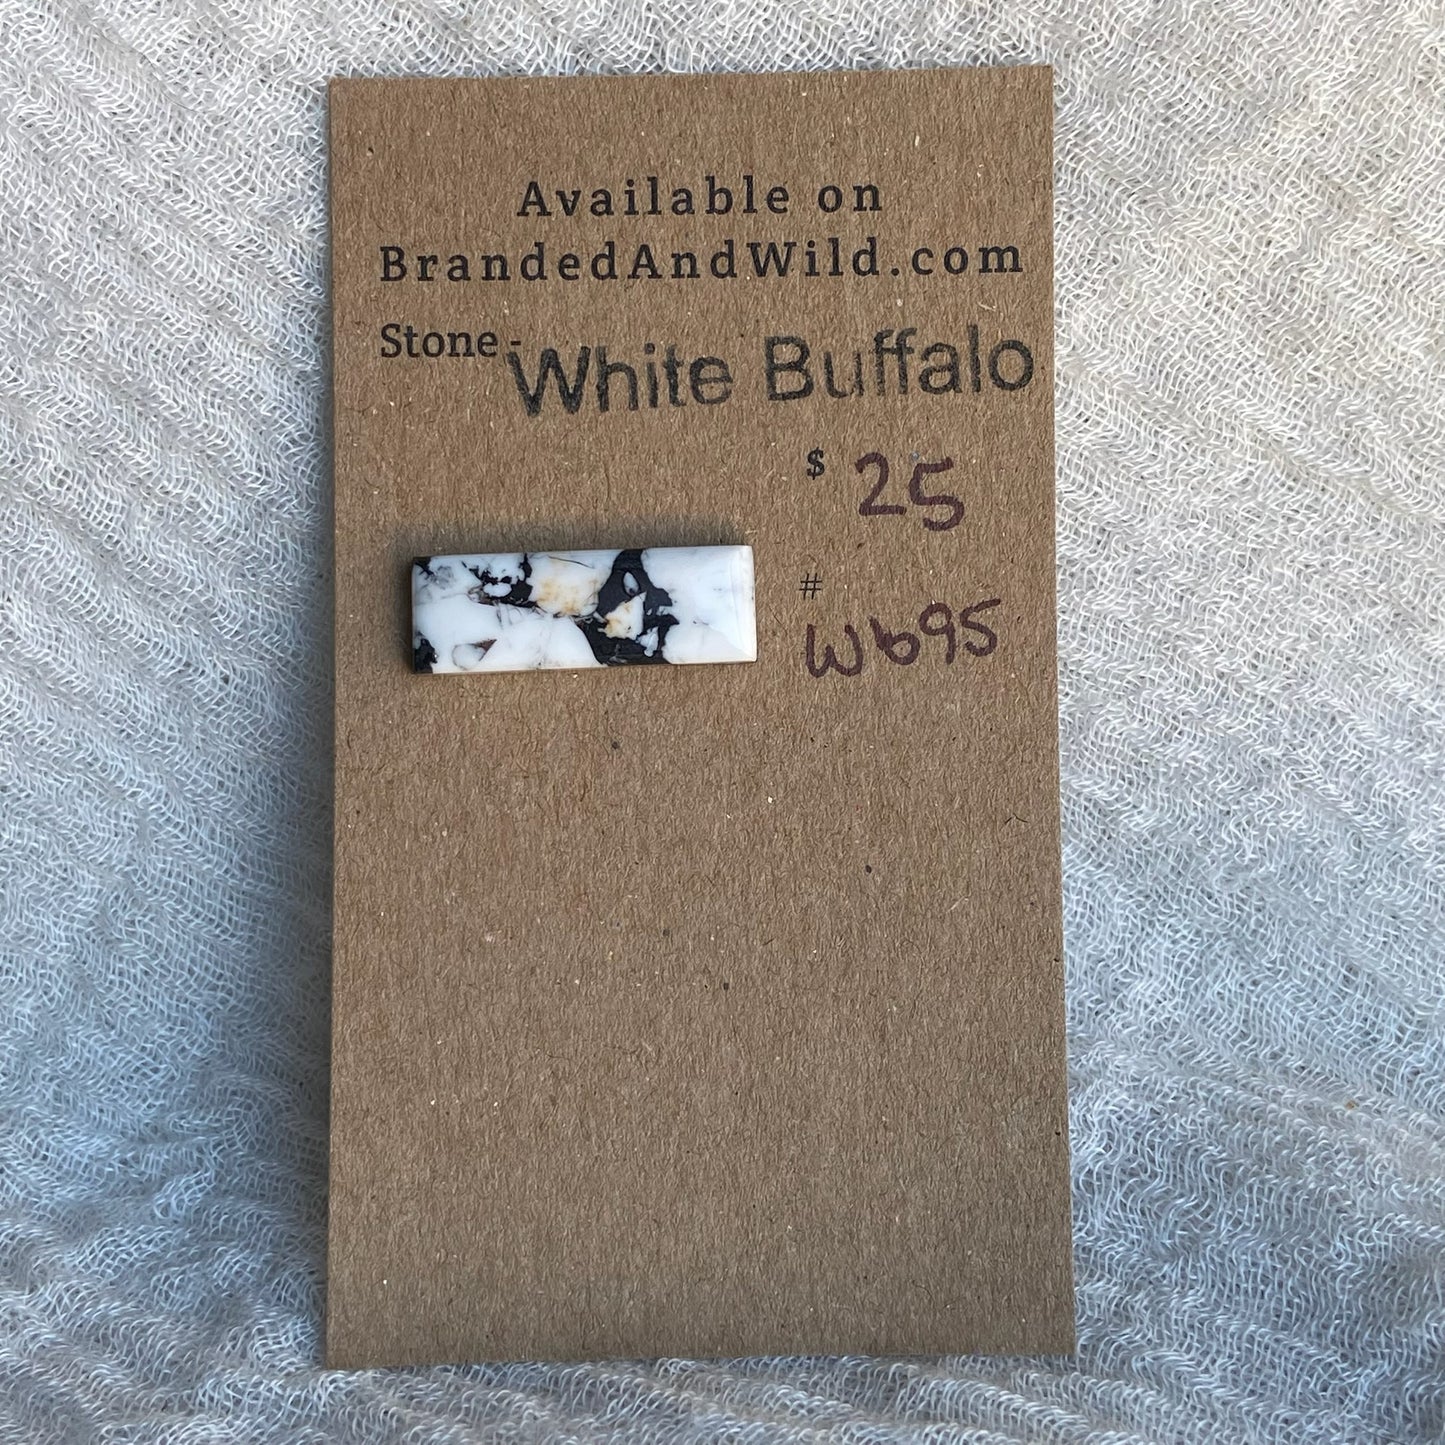 Available on
BrandedAndWild.com
Stone - White Buffalo
$ 25
#
Wb95